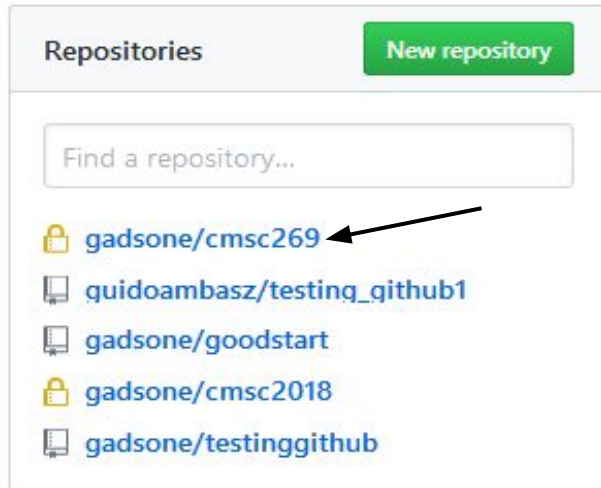 Repositories New repository
Find a repository...
gadsone/cmsc269
guidoambasz/testing_github1
gadsone/goodstart
gadsone/cmsc2018
gadsone/testinggithub